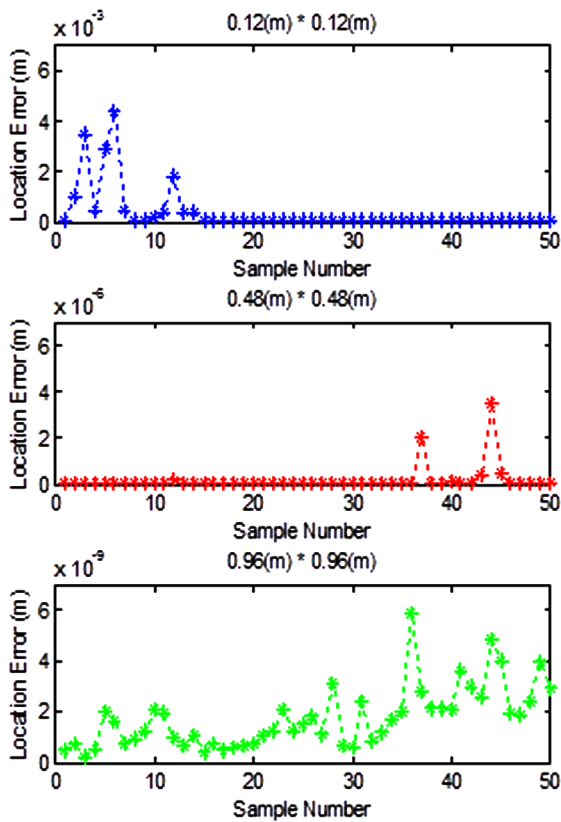 x 10^-3
0.12(m) * 0.12(m)
Location Error (m)
6
4
2
0
0 10 20 30 40 50
Sample Number
x 10^-6
0.48(m) * 0.48(m)
Location Error (m)
6
4
2
0
0 10 20 30 40 50
Sample Number
x 10^-9
0.96(m) * 0.96(m)
Location Error (m)
6
4
2
0
0 10 20 30 40 50
Sample Number